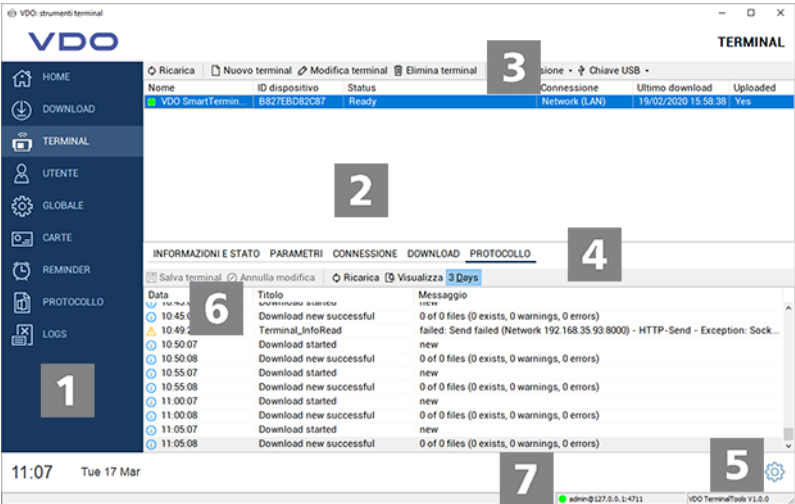 VDO: strumenti terminal
VDO
TERMINAL
HOME
DOWNLOAD
TERMINAL
UTENTE
GLOBALE
CARTE
REMINDER
PROTOCOLLO
LOGS
1
Ricarica Nuovo terminal Modifica terminal Elimina terminal 3 sione Chiave USB
Nome ID dispositivo Status Connessione Ultimo download Uploaded
VDO SmartTermin... B827EBD82C87 Ready Network (LAN) 19/02/2020 15:58:38 Yes
2
INFORMAZIONI E STATO PARAMETRI CONNESSIONE DOWNLOAD PROTOCOLLO
4
Salva terminal Annulla modifica Ricarica Visualizza 3 Days
6
Data Titolo Messaggio
Download started new
10:45:0 Download new successful 0 of 0 files (0 exists, 0 warnings, 0 errors)
10:49:2 Terminal_InfoRead failed: Send failed (Network 192.168.35.93:8000) - HTTP-Send - Exception: Sock...
10:50:07 Download started new
10:50:08 Download new successful 0 of 0 files (0 exists, 0 warnings, 0 errors)
10:55:07 Download started new
10:55:08 Download new successful 0 of 0 files (0 exists, 0 warnings, 0 errors)
11:00:07 Download started new
11:00:08 Download new successful 0 of 0 files (0 exists, 0 warnings, 0 errors)
11:05:07 Download started new
11:05:08 Download new successful 0 of 0 files (0 exists, 0 warnings, 0 errors)
11:07 Tue 17 Mar
7
5
admin@127.0.0.1:4711 VDO TerminalTools V1.0.0